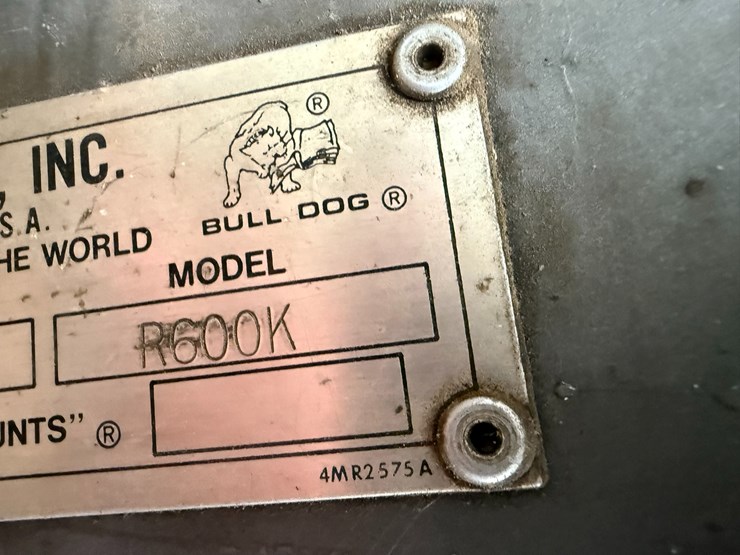 , INC.
®
BULL DOG ®
S.A.
HE WORLD
MODEL
R600K
UNTS" ®
4MR2575A